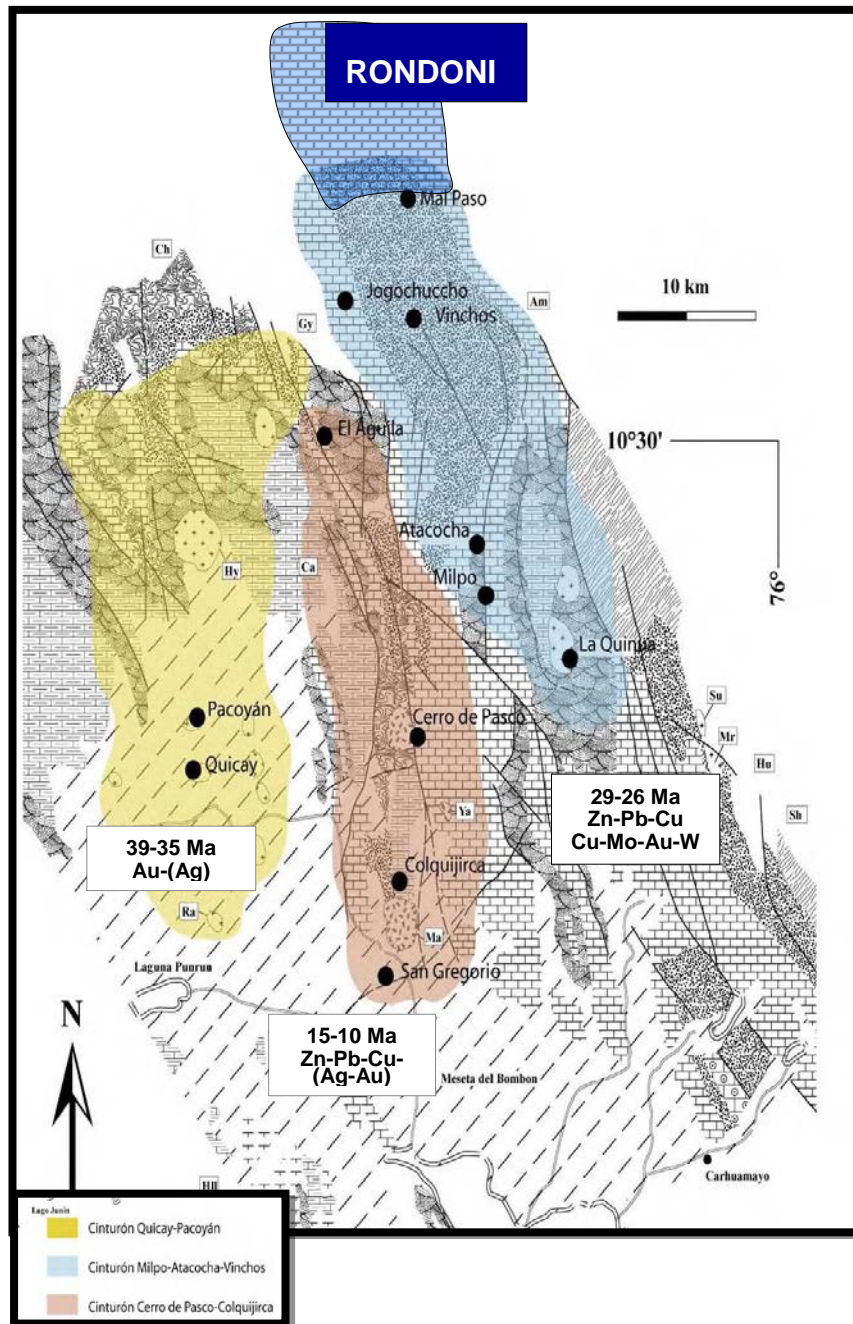 RONDONI
Mal Paso
Ch
10 km
Jogochuccho
Am
Gy
Vinchos
El Aguila
10°30'
Atacocha
Ca
Hy
Milpo
76°
La Quinua
Su
Pacoyán
Cerro de Pasco
Mr
Quicay
Hu
29-26 Ma
Zn-Pb-Cu
Cu-Mo-Au-W
Ya
Sh
39-35 Ma
Au-(Ag)
Colquijirca
Ra
Ma
Laguna Punrun
San Gregorio
N
15-10 Ma
Zn-Pb-Cu-
(Ag-Au)
Meseta del Bombon
Carhuamayo
Lago Junin
Cinturón Quicay-Pacoyán
Cinturón Milpo-Atacocha-Vinchos
Cinturón Cerro de Pasco-Colquijirca